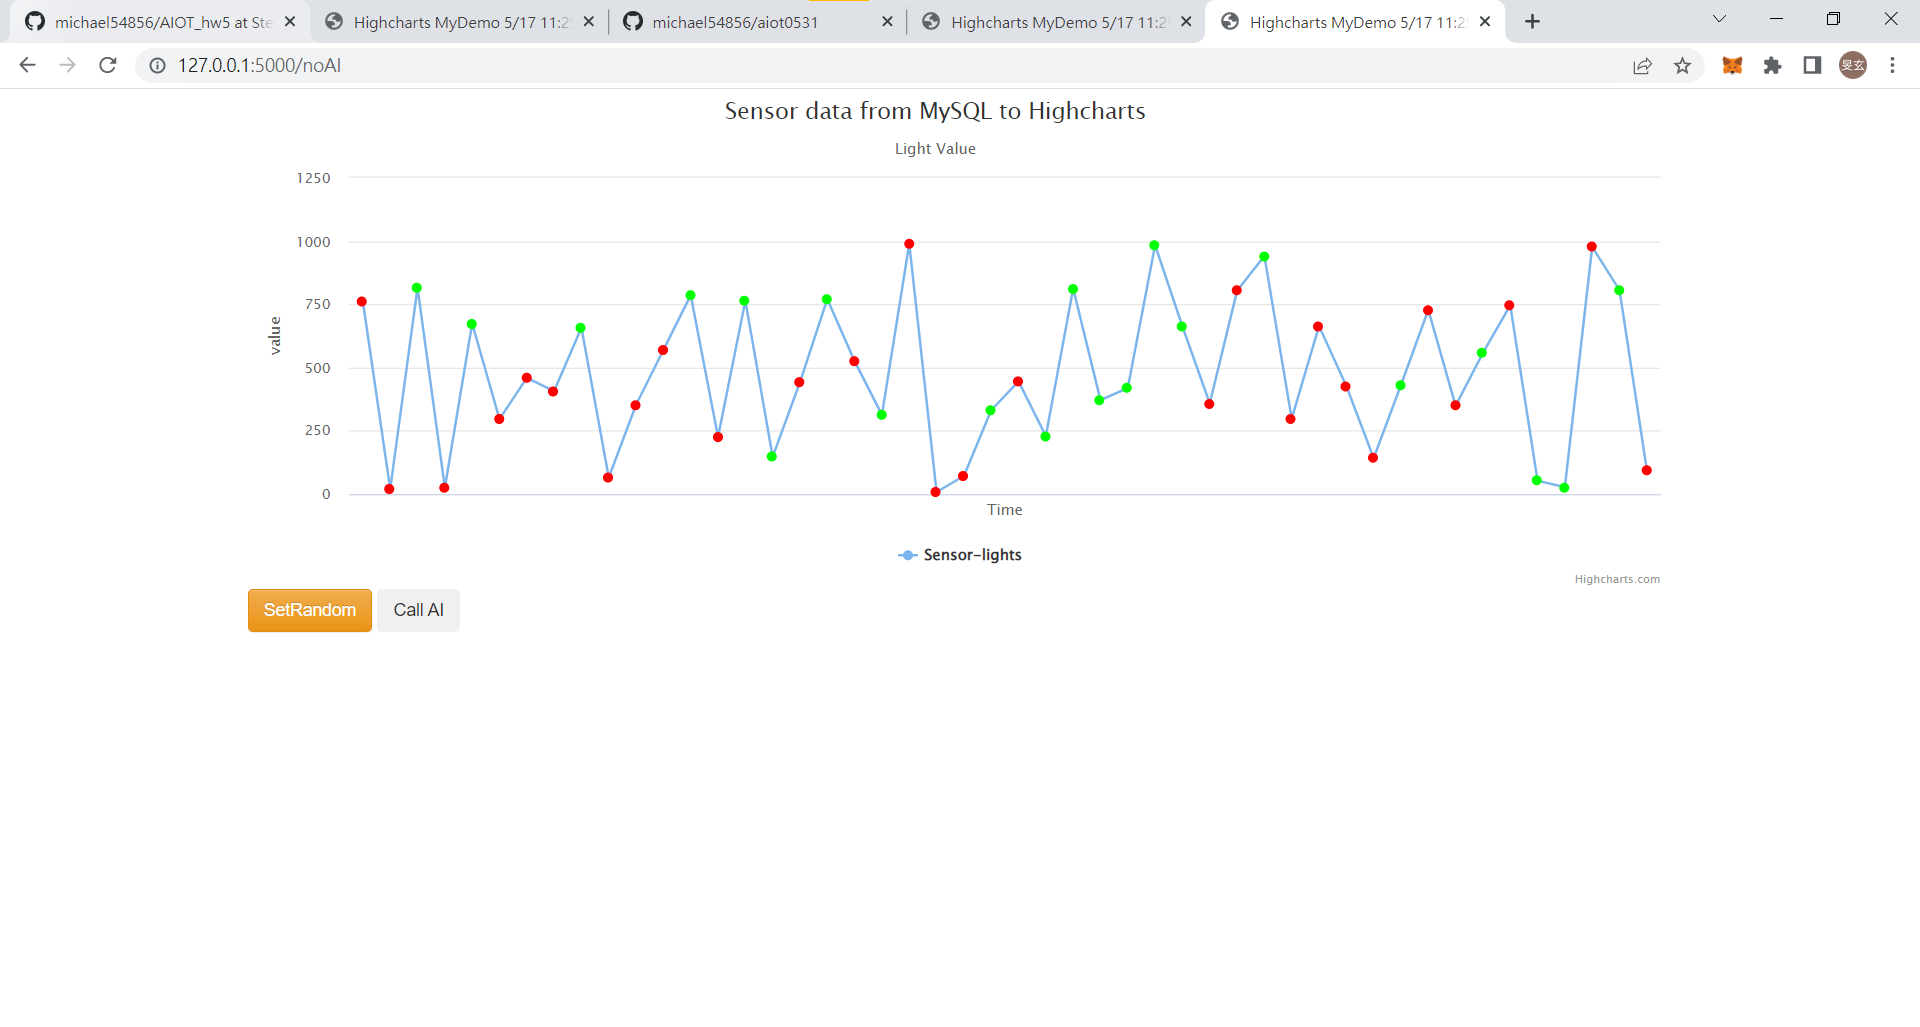 michael54856/AIOT_hw5 at Ste
Highcharts MyDemo 5/17 11:2
michael54856/aiot0531
Highcharts MyDemo 5/17 11:2
Highcharts MyDemo 5/17 11:2
127.0.0.1:5000/noAI
旻玄
Sensor data from MySQL to Highcharts
Light Value
1250
1000
750
500
250
0
value
Time
Sensor-lights
Highcharts.com
SetRandom
Call AI